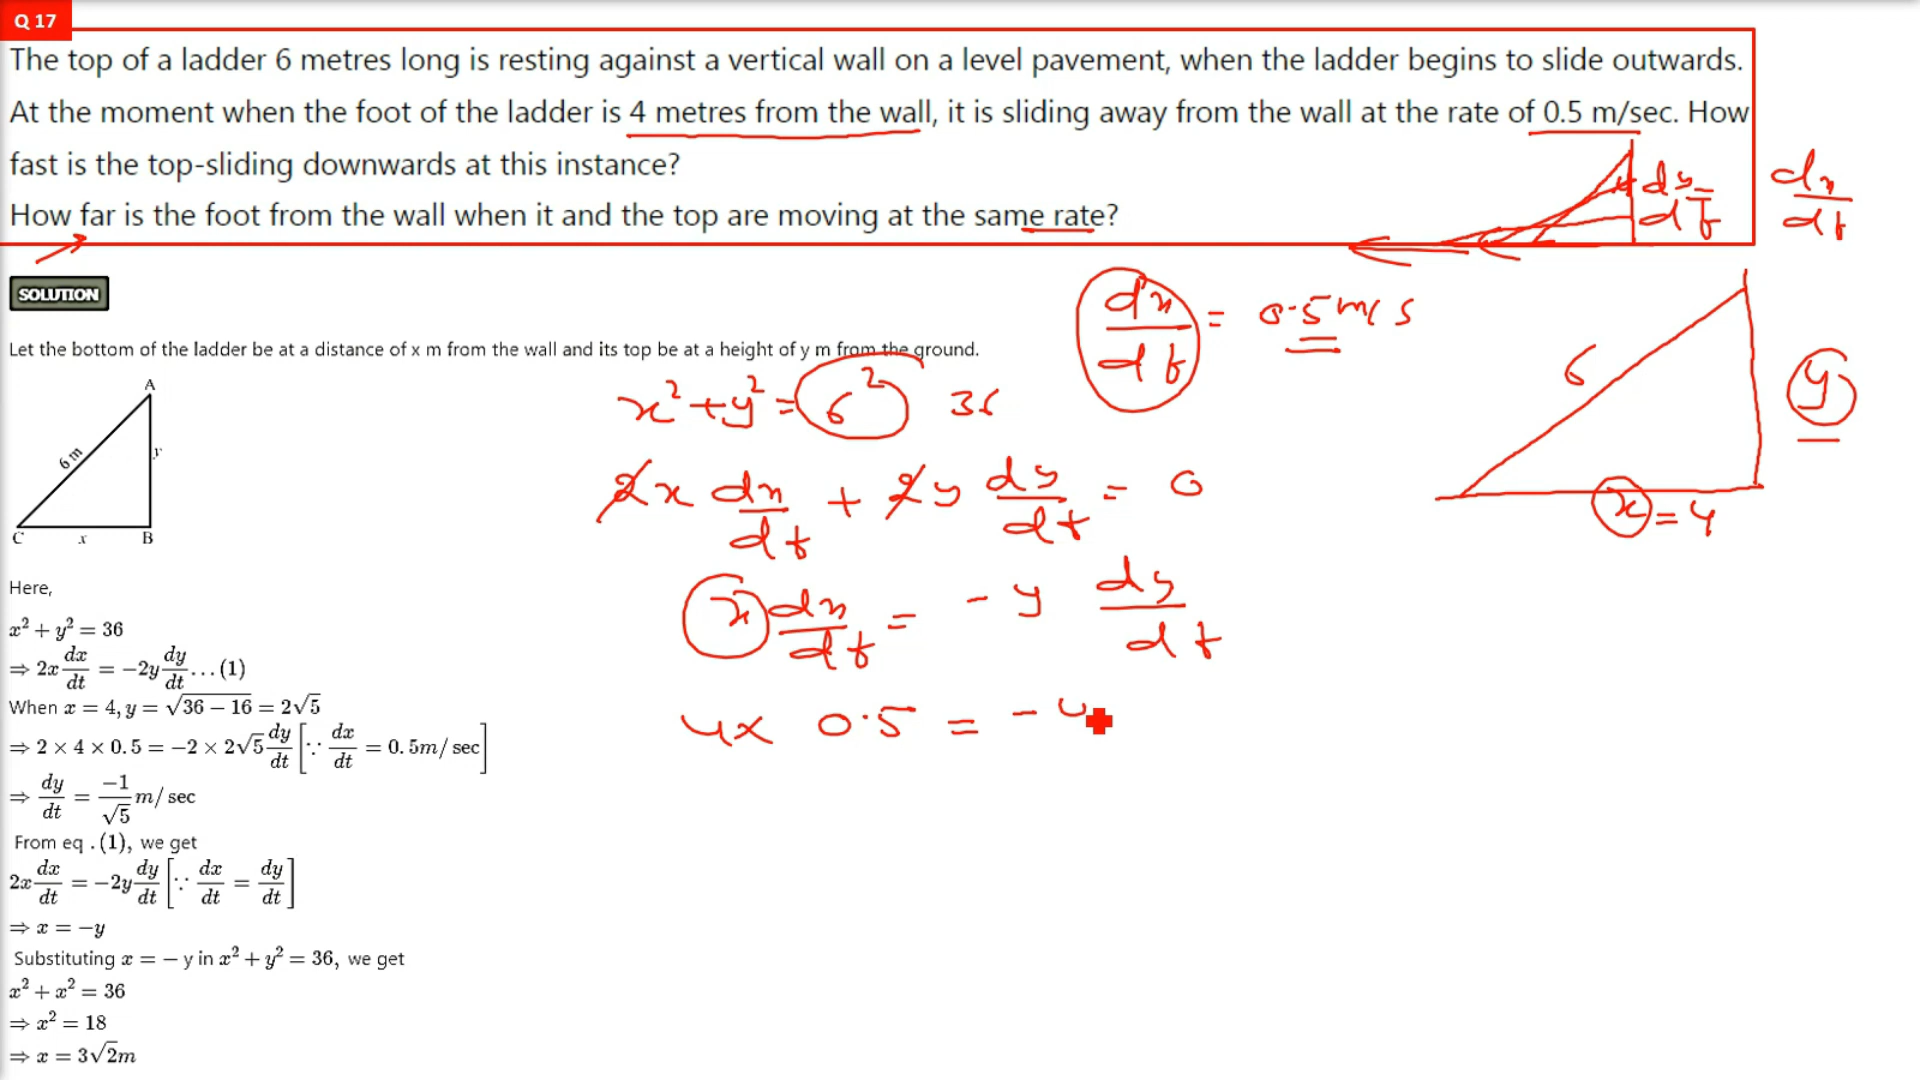 Q 17
The top of a ladder 6 metres long is resting against a vertical wall on a level pavement, when the ladder begins to slide outwards.
At the moment when the foot of the ladder is 4 metres from the wall, it is sliding away from the wall at the rate of 0.5 m/sec. How
fast is the top-sliding downwards at this instance?
How far is the foot from the wall when it and the top are moving at the same rate?
dy/dt
dx/dt
SOLUTION
dx/dt = 0.5 m/s
Let the bottom of the ladder be at a distance of x m from the wall and its top be at a height of y m from the ground.
A
6 m
y
C x B
x² + y² = 6² 36
2x dx/dt + 2y dy/dt = 0
x dx/dt = - y dy/dt
4 x 0.5 = - y
6
y
x = 4
Here,
x² + y² = 36
⇒ 2x dx/dt = −2y dy/dt …(1)
When x = 4, y = √(36 − 16) = 2√5
⇒ 2 × 4 × 0.5 = −2 × 2√5 dy/dt [∵ dx/dt = 0.5m/ sec]
⇒ dy/dt = −1/√5 m/ sec
From eq . (1), we get
2x dx/dt = −2y dy/dt [∵ dx/dt = dy/dt]
⇒ x = −y
Substituting x = − y in x² + y² = 36, we get
x² + x² = 36
⇒ x² = 18
⇒ x = 3√2m